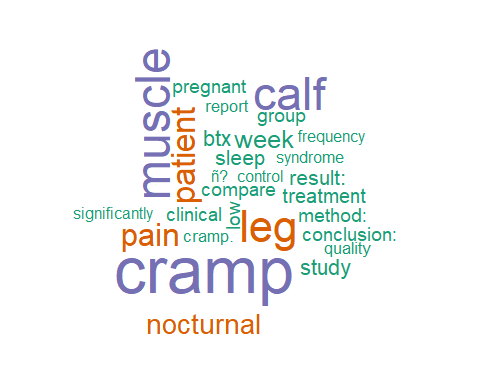 muscle
pregnant
calf
report
group
patient
btx
week
frequency
sleep
syndrome
ñ?
control
result:
compare
treatment
significantly
clinical
low
leg
method:
pain
cramp.
conclusion:
quality
cramp
study
nocturnal